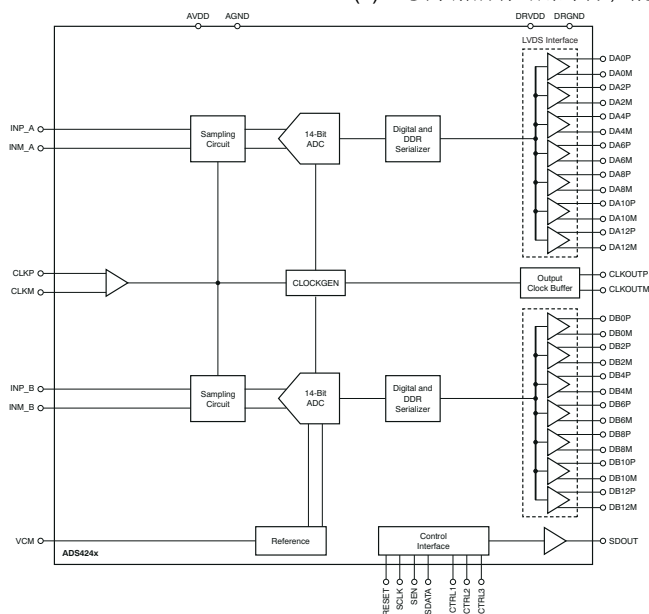 AVDD
AGND
DRVDD
DRGND
LVDS Interface
DA0P
DA0M
DA2P
DA2M
DA4P
DA4M
DA6P
DA6M
DA8P
DA8M
DA10P
DA10M
DA12P
DA12M
INP_A
INM_A
Sampling
Circuit
14-Bit
ADC
Digital and
DDR
Serializer
CLKP
CLKM
CLOCKGEN
Output
Clock Buffer
CLKOUTP
CLKOUTM
DB0P
DB0M
DB2P
DB2M
DB4P
DB4M
DB6P
DB6M
DB8P
DB8M
DB10P
DB10M
DB12P
DB12M
INP_B
INM_B
Sampling
Circuit
14-Bit
ADC
Digital and
DDR
Serializer
VCM
Reference
Control
Interface
SDOUT
ADS424x
RESET
SCLK
SEN
SDATA
CTRL1
CTRL2
CTRL3